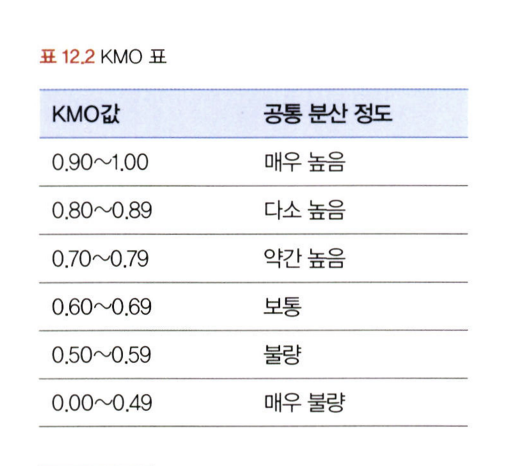 표 12.2 KMO 표
KMO값 공통 분산 정도
0.90~1.00 매우 높음
0.80~0.89 다소 높음
0.70~0.79 약간 높음
0.60~0.69 보통
0.50~0.59 불량
0.00~0.49 매우 불량